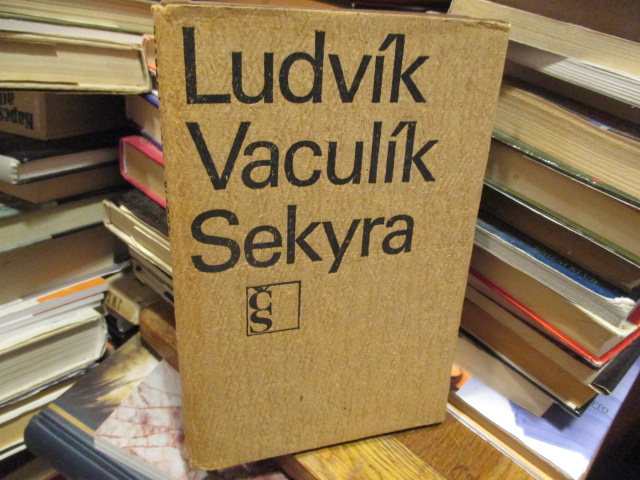 Ludvík
Vaculík
Sekyra
ČS